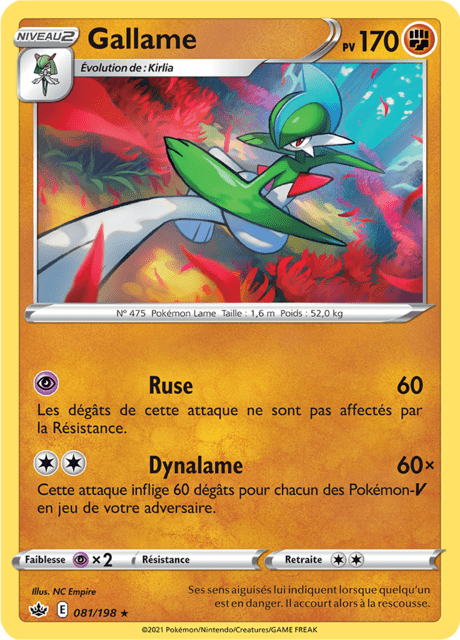 NIVEAU 2
Gallame
PV 170
Évolution de : Kirlia
N° 475 Pokémon Lame Taille : 1,6 m Poids : 52,0 kg
Ruse 60
Les dégâts de cette attaque ne sont pas affectés par
la Résistance.
Dynalame 60×
Cette attaque inflige 60 dégâts pour chacun des Pokémon-V
en jeu de votre adversaire.
Faiblesse ×2 Résistance Retraite
Illus. NC Empire
Ses sens aiguisés lui indiquent lorsque quelqu'un
est en danger. Il accourt alors à la rescousse.
E 081/198 ★
©2021 Pokémon/Nintendo/Creatures/GAME FREAK